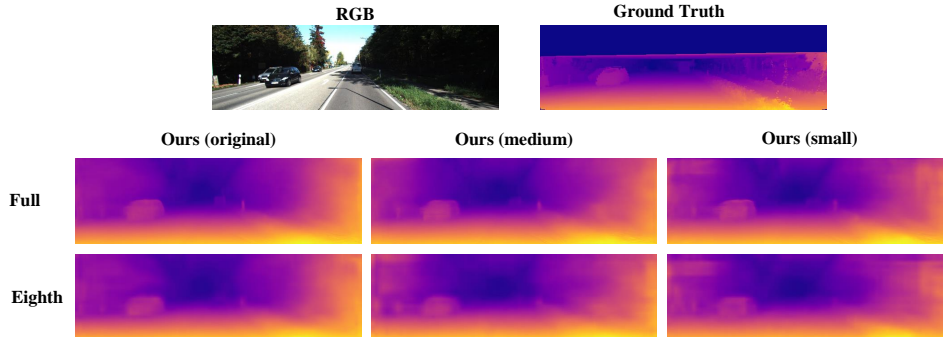 RGB
Ground Truth
Ours (original)
Ours (medium)
Ours (small)
Full
Eighth